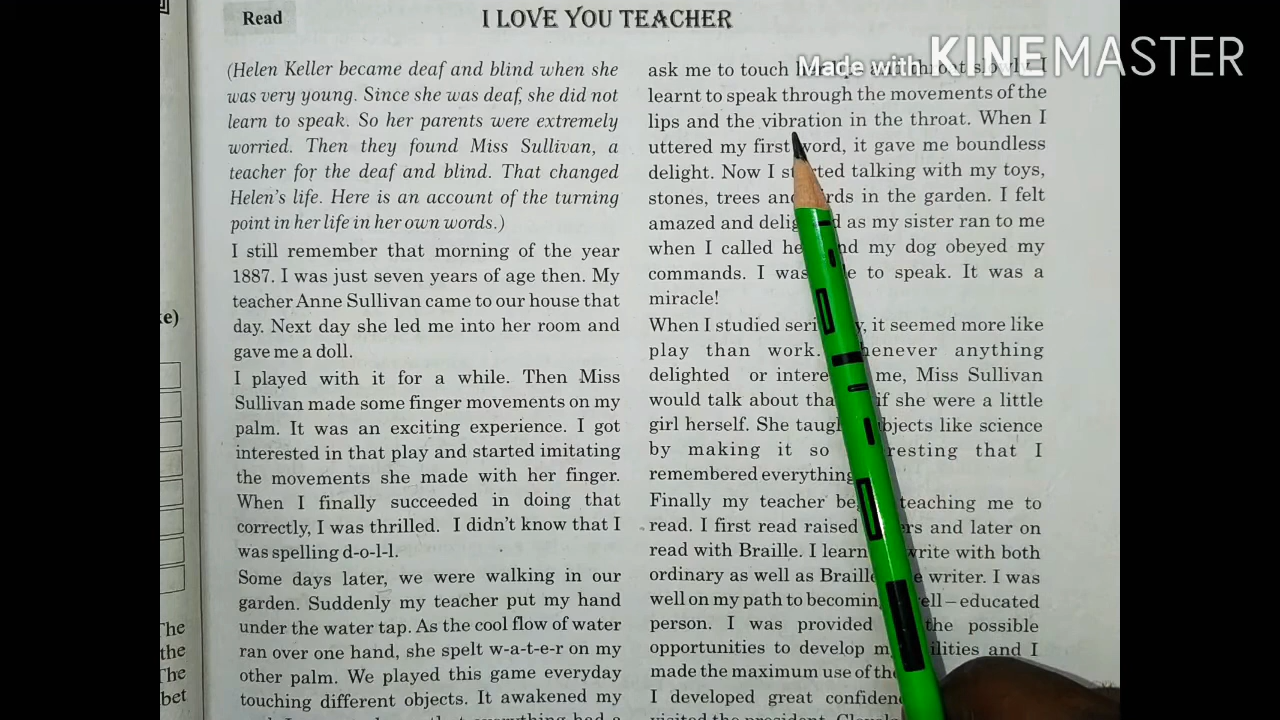 Read
I LOVE YOU TEACHER
Made with KINEMASTER
(Helen Keller became deaf and blind when she
was very young. Since she was deaf, she did not
learn to speak. So her parents were extremely
worried. Then they found Miss Sullivan, a
teacher for the deaf and blind. That changed
Helen's life. Here is an account of the turning
point in her life in her own words.)
I still remember that morning of the year
1887. I was just seven years of age then. My
teacher Anne Sullivan came to our house that
day. Next day she led me into her room and
gave me a doll.
I played with it for a while. Then Miss
Sullivan made some finger movements on my
palm. It was an exciting experience. I got
interested in that play and started imitating
the movements she made with her finger.
When I finally succeeded in doing that
correctly, I was thrilled. I didn't know that I
was spelling d-o-l-l.
Some days later, we were walking in our
garden. Suddenly my teacher put my hand
under the water tap. As the cool flow of water
ran over one hand, she spelt w-a-t-e-r on my
other palm. We played this game everyday
touching different objects. It awakened my
ask me to touch
learnt to speak through the movements of the
lips and the vibration in the throat. When I
uttered my first word, it gave me boundless
delight. Now I started talking with my toys,
stones, trees and birds in the garden. I felt
amazed and delighted as my sister ran to me
when I called her and my dog obeyed my
commands. I was able to speak. It was a
miracle!
When I studied seriously, it seemed more like
play than work. Whenever anything
delighted or interested me, Miss Sullivan
would talk about that as if she were a little
girl herself. She taught subjects like science
by making it so interesting that I
remembered everything
Finally my teacher began teaching me to
read. I first read raised letters and later on
read with Braille. I learnt to write with both
ordinary as well as Braille writer. I was
well on my path to becoming well – educated
person. I was provided the possible
opportunities to develop my abilities and I
made the maximum use of
I developed great
ke)
The
the
The
bet